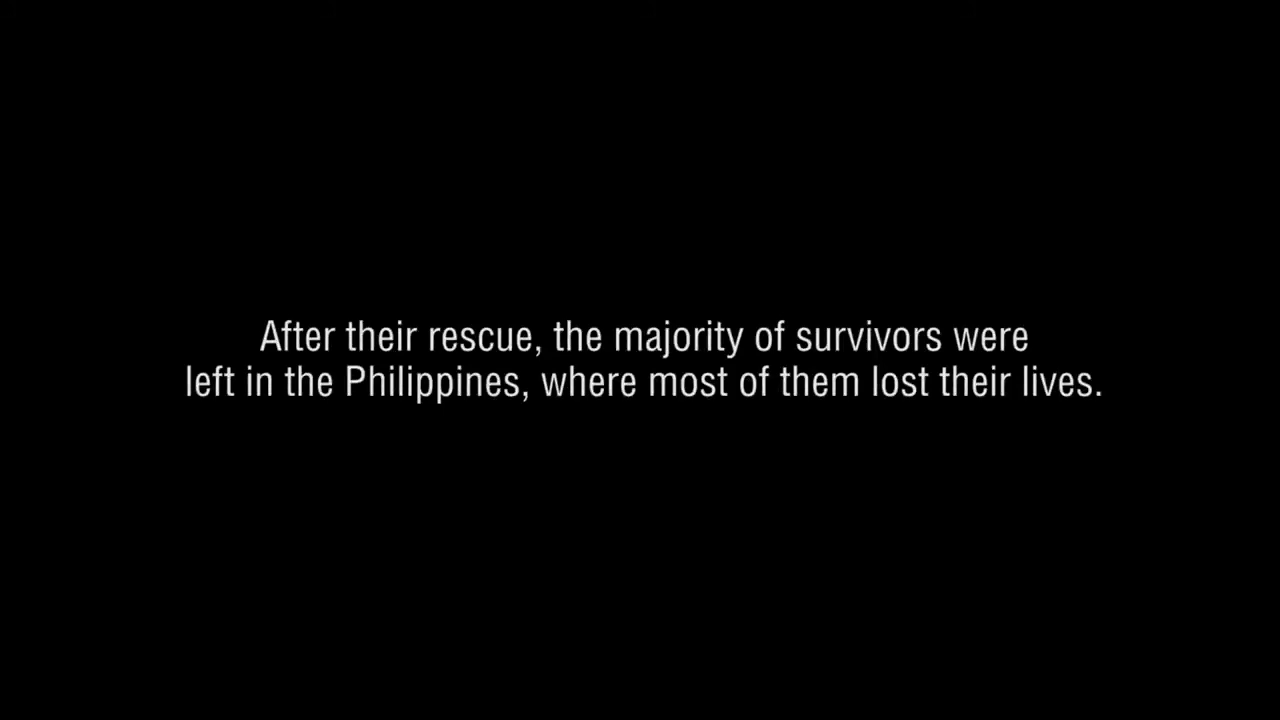 After their rescue, the majority of survivors were
left in the Philippines, where most of them lost their lives.